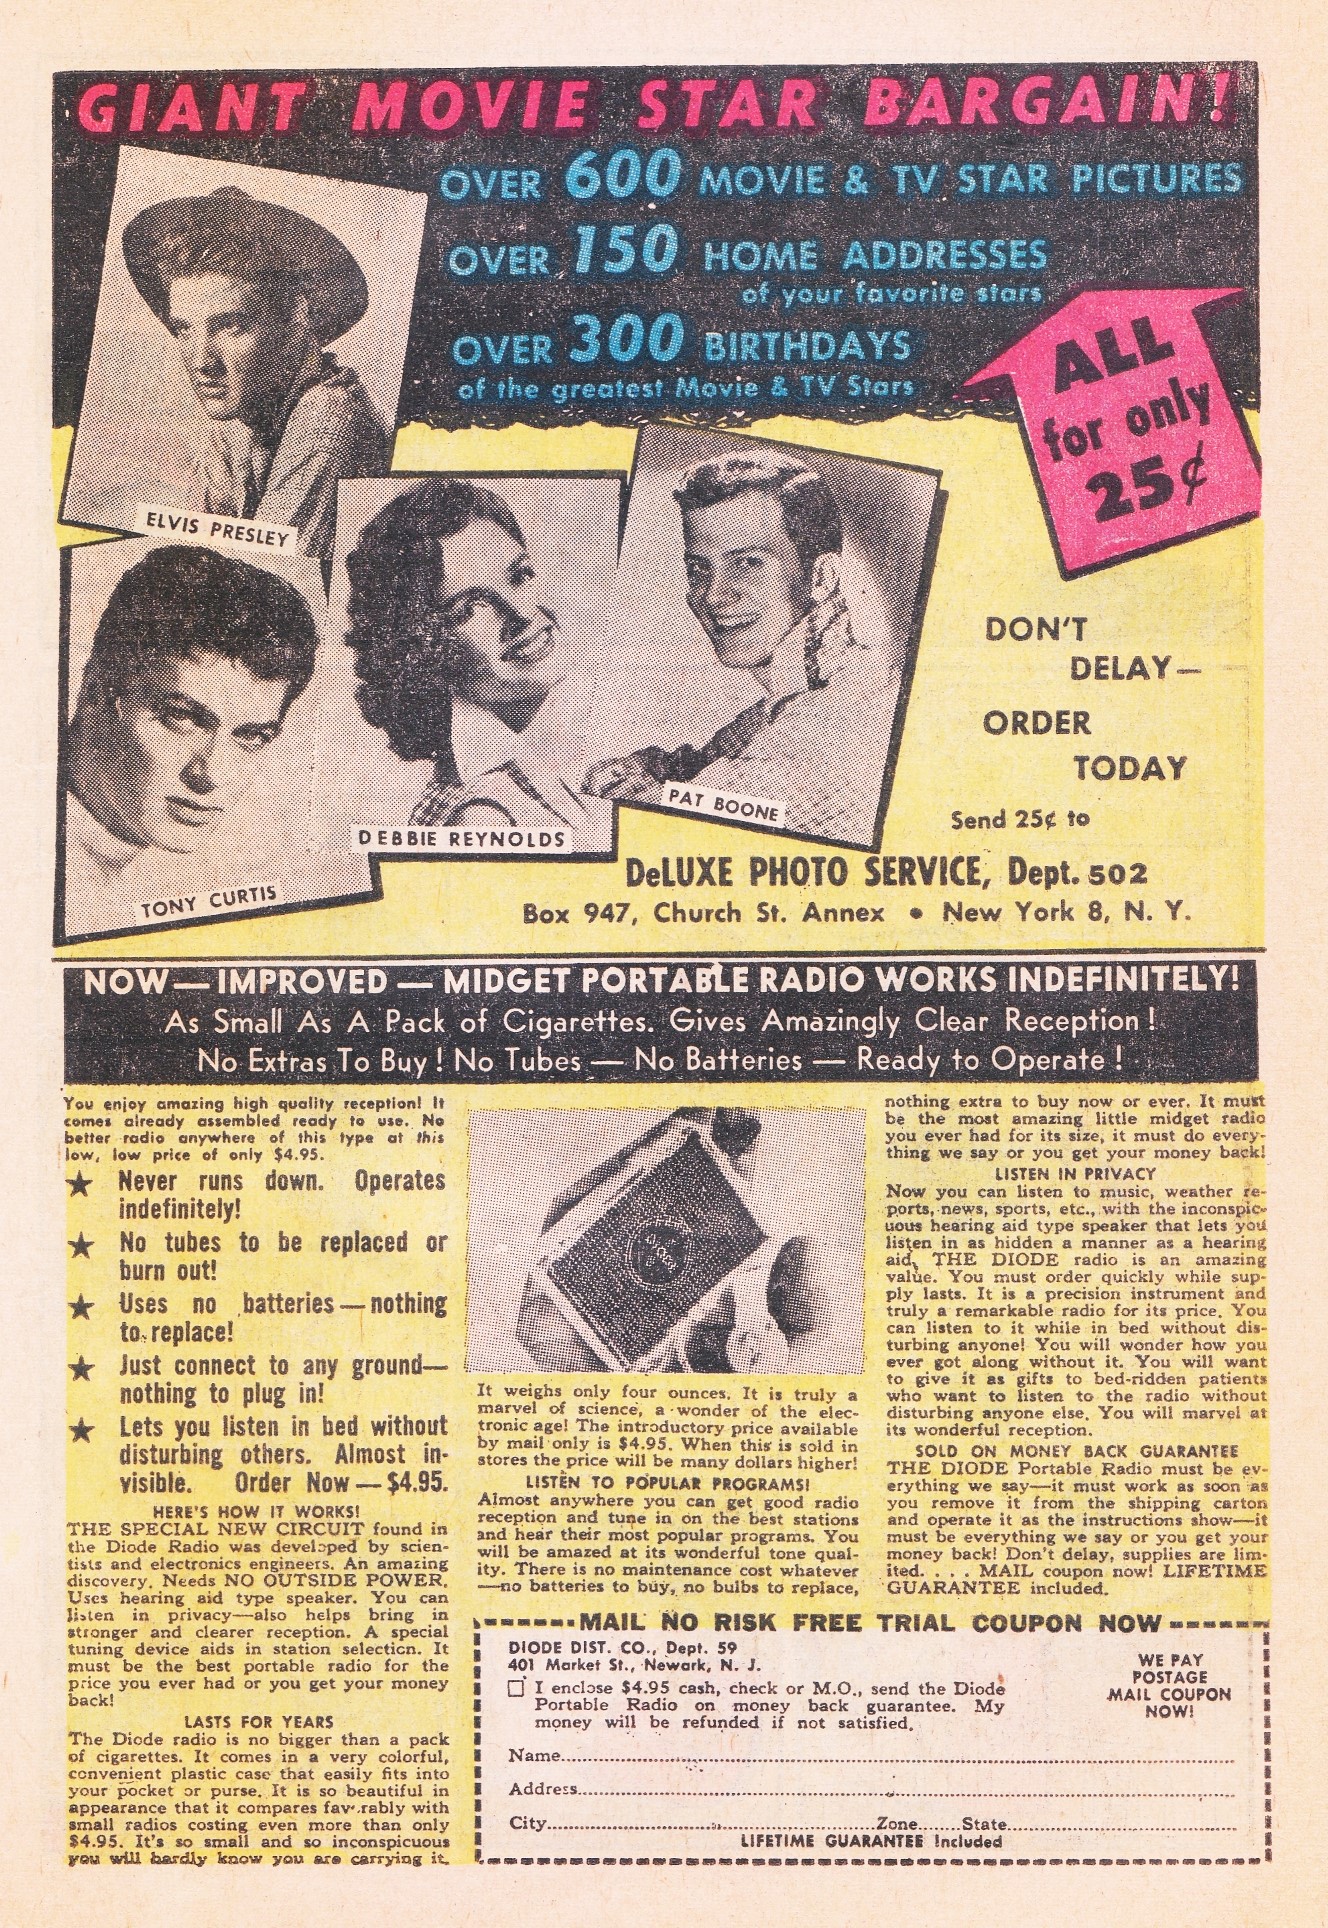 GIANT MOVIE STAR BARGAIN!
OVER 600 MOVIE & TV STAR PICTURES
OVER 150 HOME ADDRESSES
of your favorite stars
OVER 300 BIRTHDAYS
of the greatest Movie & TV Stars
ALL
for only
25¢
ELVIS PRESLEY
DEBBIE REYNOLDS
PAT BOONE
TONY CURTIS
DON'T
DELAY—
ORDER
TODAY
Send 25¢ to
DeLUXE PHOTO SERVICE, Dept. 502
Box 947, Church St. Annex • New York 8, N. Y.
NOW — IMPROVED — MIDGET PORTABLE RADIO WORKS INDEFINITELY!
As Small As A Pack of Cigarettes. Gives Amazingly Clear Reception!
No Extras To Buy! No Tubes — No Batteries — Ready to Operate!
You enjoy amazing high quality reception! It
comes already assembled ready to use. No
better radio anywhere of this type at this
low, low price of only $4.95.
★ Never runs down. Operates
indefinitely!
★ No tubes to be replaced or
burn out!
★ Uses no batteries—nothing
to replace!
★ Just connect to any ground—
nothing to plug in!
★ Lets you listen in bed without
disturbing others. Almost in-
visible. Order Now — $4.95.
HERE'S HOW IT WORKS!
THE SPECIAL NEW CIRCUIT found in
the Diode Radio was developed by scien-
tists and electronics engineers. An amazing
discovery. Needs NO OUTSIDE POWER.
Uses hearing aid type speaker. You can
listen in privacy—also helps bring in
stronger and clearer reception. A special
tuning device aids in station selection. It
must be the best portable radio for the
price you ever had or you get your money
back!
LASTS FOR YEARS
The Diode radio is no bigger than a pack
of cigarettes. It comes in a very colorful,
convenient plastic case that easily fits into
your pocket or purse. It is so beautiful in
appearance that it compares favorably with
small radios costing even more than only
$4.95. It's so small and so inconspicuous
you will hardly know you are carrying it.
It weighs only four ounces. It is truly a
marvel of science, a wonder of the elec-
tronic age! The introductory price available
by mail only is $4.95. When this is sold in
stores the price will be many dollars higher!
LISTEN TO POPULAR PROGRAMS!
Almost anywhere you can get good radio
reception and tune in on the best stations
and hear their most popular programs. You
will be amazed at its wonderful tone qual-
ity. There is no maintenance cost whatever
—no batteries to buy, no bulbs to replace,
nothing extra to buy now or ever. It must
be the most amazing little midget radio
you ever had for its size, it must do every-
thing we say or you get your money back!
LISTEN IN PRIVACY
Now you can listen to music, weather re-
ports, news, sports, etc., with the inconspic-
uous hearing aid type speaker that lets you
listen in as hidden a manner as a hearing
aid. THE DIODE radio is an amazing
value. You must order quickly while sup-
ply lasts. It is a precision instrument and
truly a remarkable radio for its price. You
can listen to it while in bed without dis-
turbing anyone! You will wonder how you
ever got along without it. You will want
to give it as gifts to bed-ridden patients
who want to listen to the radio without
disturbing anyone else. You will marvel at
its wonderful reception.
SOLD ON MONEY BACK GUARANTEE
THE DIODE Portable Radio must be ev-
erything we say—it must work as soon as
you remove it from the shipping carton
and operate it as the instructions show—it
must be everything we say or you get your
money back! Don't delay, supplies are lim-
ited. . . . MAIL coupon now! LIFETIME
GUARANTEE included.
MAIL NO RISK FREE TRIAL COUPON NOW
DIODE DIST. CO., Dept. 59
401 Market St., Newark, N. J.
☐ I enclose $4.95 cash, check or M.O., send the Diode
Portable Radio on money back guarantee. My
money will be refunded if not satisfied.
WE PAY
POSTAGE
MAIL COUPON
NOW!
Name
Address
City Zone State
LIFETIME GUARANTEE Included